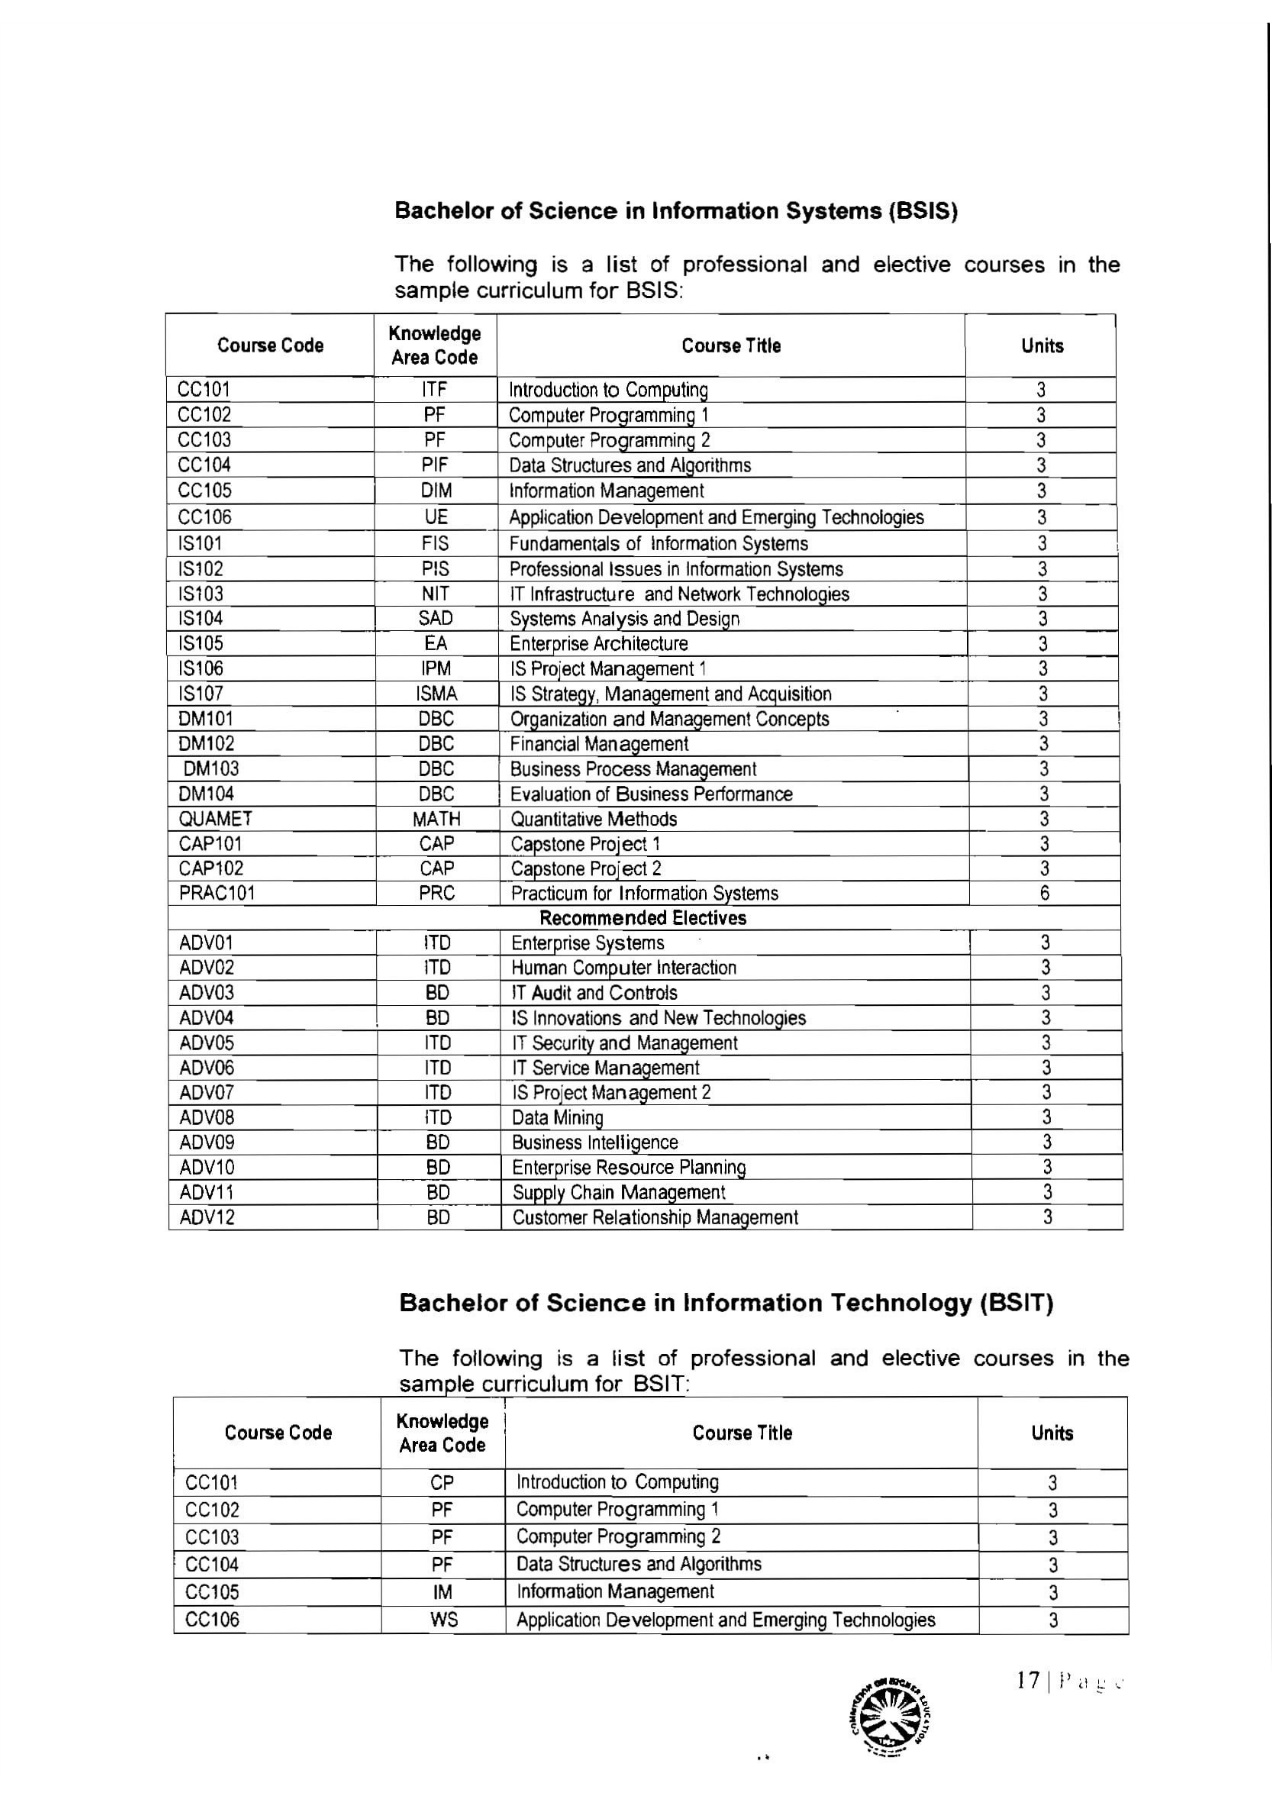 Bachelor of Science in Information Systems (BSIS)
The following is a list of professional and elective courses in the
sample curriculum for BSIS:
Course Code Knowledge Area Code Course Title Units
CC101 ITF Introduction to Computing 3
CC102 PF Computer Programming 1 3
CC103 PF Computer Programming 2 3
CC104 PIF Data Structures and Algorithms 3
CC105 DIM Information Management 3
CC106 UE Application Development and Emerging Technologies 3
IS101 FIS Fundamentals of Information Systems 3
IS102 PIS Professional Issues in Information Systems 3
IS103 NIT IT Infrastructure and Network Technologies 3
IS104 SAD Systems Analysis and Design 3
IS105 EA Enterprise Architecture 3
IS106 IPM IS Project Management 1 3
IS107 ISMA IS Strategy, Management and Acquisition 3
DM101 DBC Organization and Management Concepts 3
DM102 DBC Financial Management 3
DM103 DBC Business Process Management 3
DM104 DBC Evaluation of Business Performance 3
QUAMET MATH Quantitative Methods 3
CAP101 CAP Capstone Project 1 3
CAP102 CAP Capstone Project 2 3
PRAC101 PRC Practicum for Information Systems 6
Recommended Electives
ADV01 ITD Enterprise Systems 3
ADV02 ITD Human Computer Interaction 3
ADV03 BD IT Audit and Controls 3
ADV04 BD IS Innovations and New Technologies 3
ADV05 ITD IT Security and Management 3
ADV06 ITD IT Service Management 3
ADV07 ITD IS Project Management 2 3
ADV08 ITD Data Mining 3
ADV09 BD Business Intelligence 3
ADV10 BD Enterprise Resource Planning 3
ADV11 BD Supply Chain Management 3
ADV12 BD Customer Relationship Management 3
Bachelor of Science in Information Technology (BSIT)
The following is a list of professional and elective courses in the
sample curriculum for BSIT:
Course Code Knowledge Area Code Course Title Units
CC101 CP Introduction to Computing 3
CC102 PF Computer Programming 1 3
CC103 PF Computer Programming 2 3
CC104 PF Data Structures and Algorithms 3
CC105 IM Information Management 3
CC106 WS Application Development and Emerging Technologies 3
17 | Page
COMMISSION ON HIGHER EDUCATION